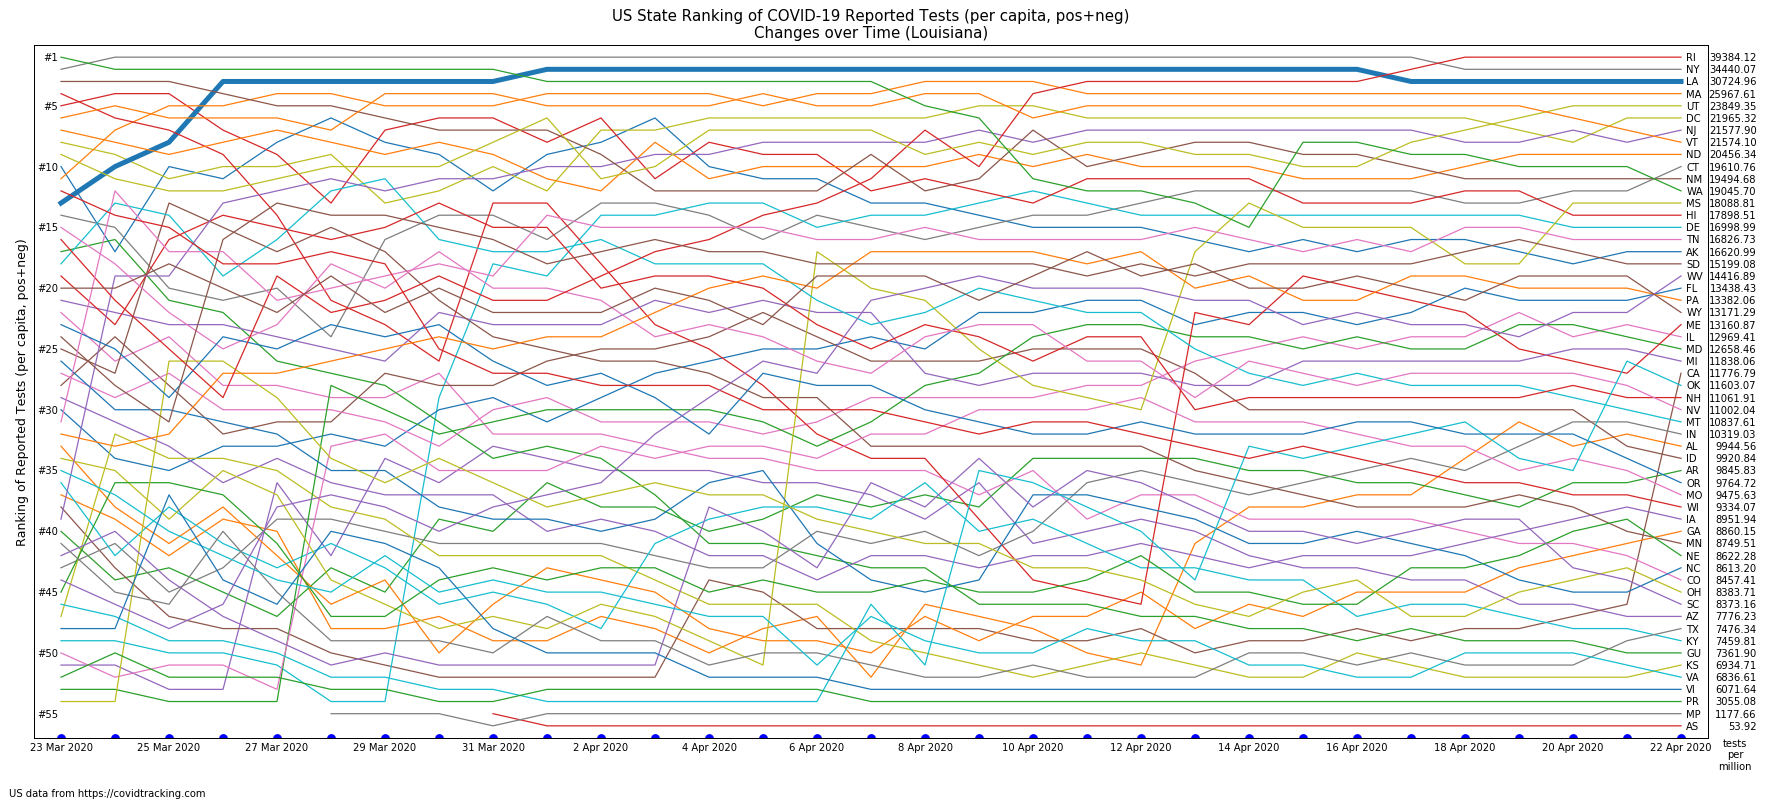 US State Ranking of COVID-19 Reported Tests (per capita, pos+neg)
Changes over Time (Louisiana)
Ranking of Reported Tests (per capita, pos+neg)
#1
#5
#10
#15
#20
#25
#30
#35
#40
#45
#50
#55
RI 39384.12
NY 34440.07
LA 30724.96
MA 25967.61
UT 23849.35
DC 21965.32
NJ 21577.90
VT 21574.10
ND 20456.34
CT 19610.76
NM 19494.68
WA 19045.70
MS 18088.81
HI 17898.51
DE 16998.99
TN 16826.73
AK 16620.99
SD 15199.08
WV 14416.89
FL 13438.43
PA 13382.06
WY 13171.29
ME 13160.87
IL 12969.41
MD 12658.46
MI 11838.06
CA 11776.79
OK 11603.07
NH 11061.91
NV 11002.04
MT 10837.61
IN 10319.03
AL 9944.56
ID 9920.84
AR 9845.83
OR 9764.72
MO 9475.63
WI 9334.07
IA 8951.94
GA 8860.15
MN 8749.51
NE 8622.28
NC 8613.20
CO 8457.41
OH 8383.71
SC 8373.16
AZ 7776.23
TX 7476.34
KY 7459.81
GU 7361.90
KS 6934.71
VA 6836.61
VI 6071.64
PR 3055.08
MP 1177.66
AS 53.92
23 Mar 2020 25 Mar 2020 27 Mar 2020 29 Mar 2020 31 Mar 2020 2 Apr 2020 4 Apr 2020 6 Apr 2020 8 Apr 2020 10 Apr 2020 12 Apr 2020 14 Apr 2020 16 Apr 2020 18 Apr 2020 20 Apr 2020 22 Apr 2020
tests
per
million
US data from https://covidtracking.com